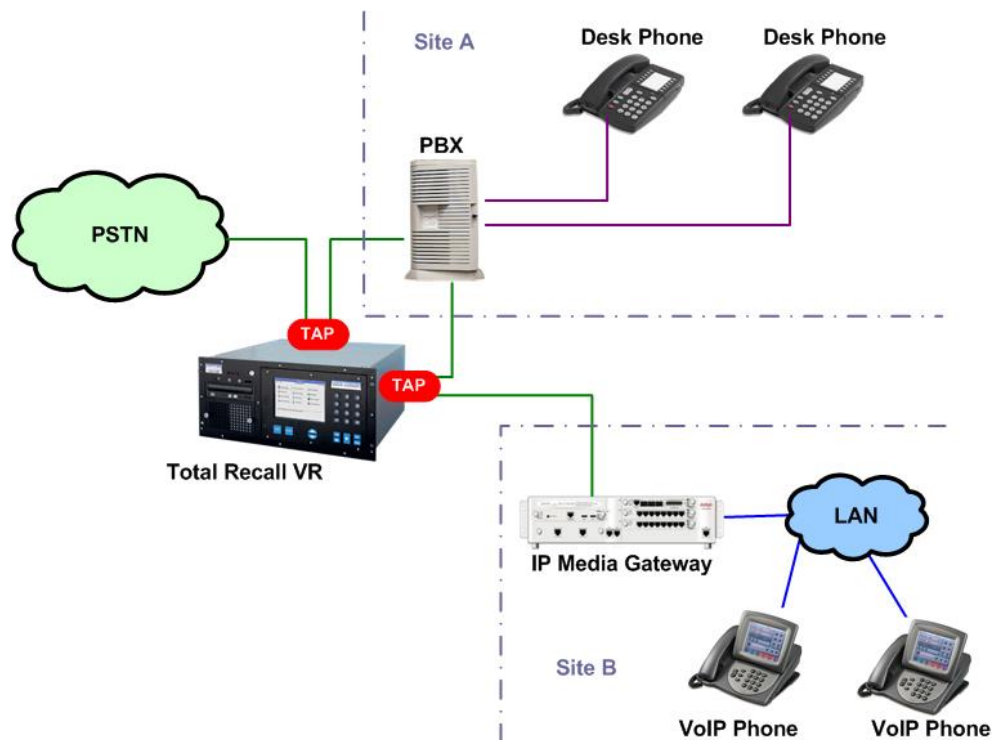 Site A
Desk Phone
Desk Phone
PBX
PSTN
TAP
TAP
Total Recall VR
IP Media Gateway
LAN
Site B
VoIP Phone
VoIP Phone